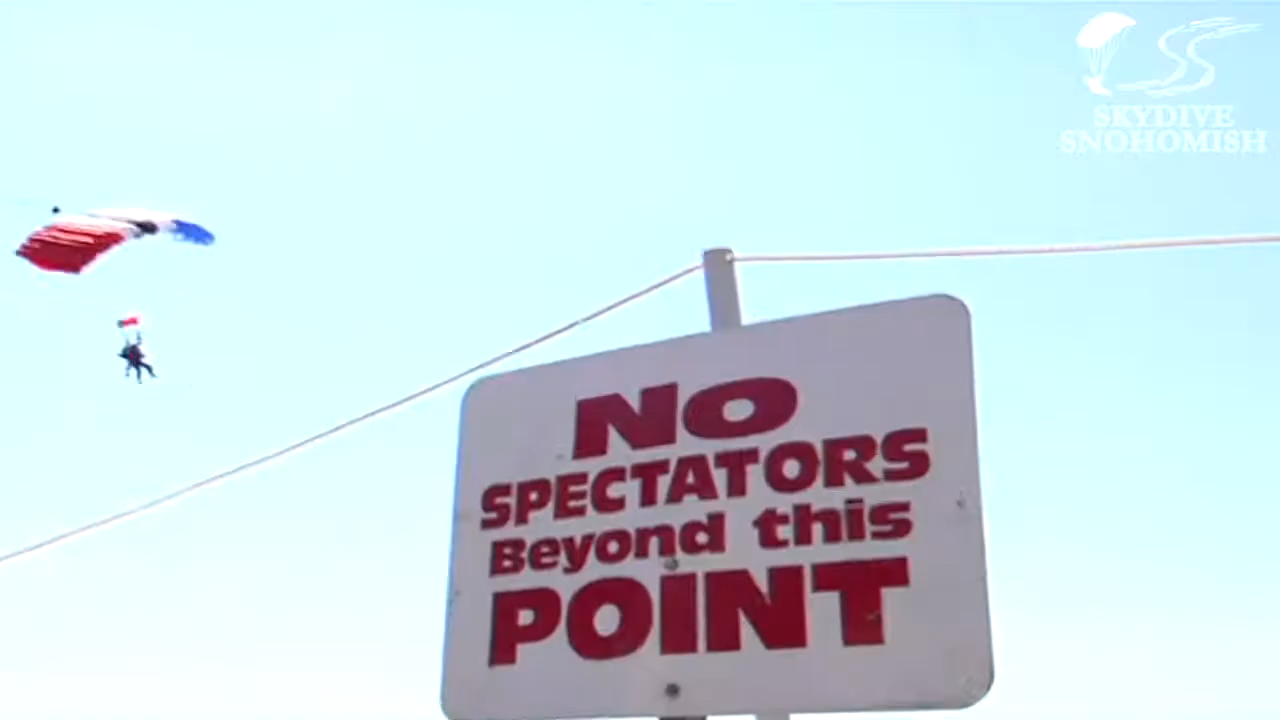 SKYDIVE
SNOHOMISH
NO
SPECTATORS
Beyond this
POINT